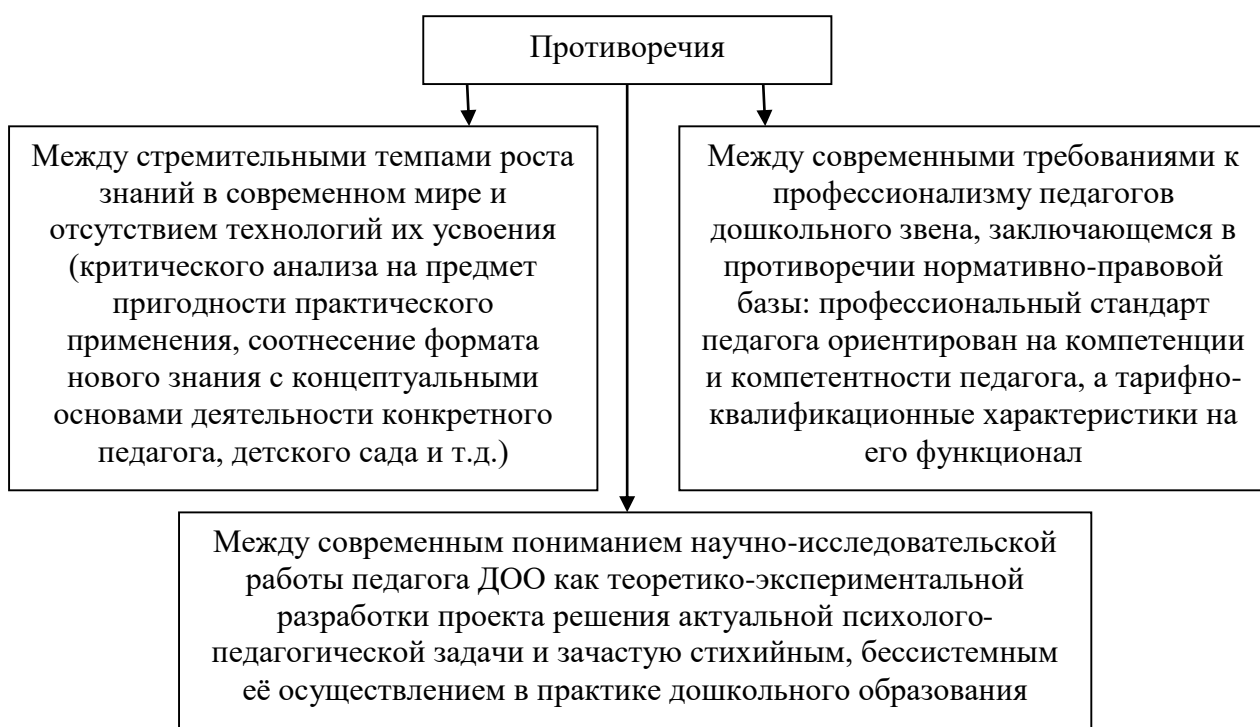 Противоречия
Между стремительными темпами роста
знаний в современном мире и
отсутствием технологий их усвоения
(критического анализа на предмет
пригодности практического
применения, соотнесение формата
нового знания с концептуальными
основами деятельности конкретного
педагога, детского сада и т.д.)
Между современными требованиями к
профессионализму педагогов
дошкольного звена, заключающемся в
противоречии нормативно-правовой
базы: профессиональный стандарт
педагога ориентирован на компетенции
и компетентности педагога, а тарифно-
квалификационные характеристики на
его функционал
Между современным пониманием научно-исследовательской
работы педагога ДОО как теоретико-экспериментальной
разработки проекта решения актуальной психолого-
педагогической задачи и зачастую стихийным, бессистемным
её осуществлением в практике дошкольного образования